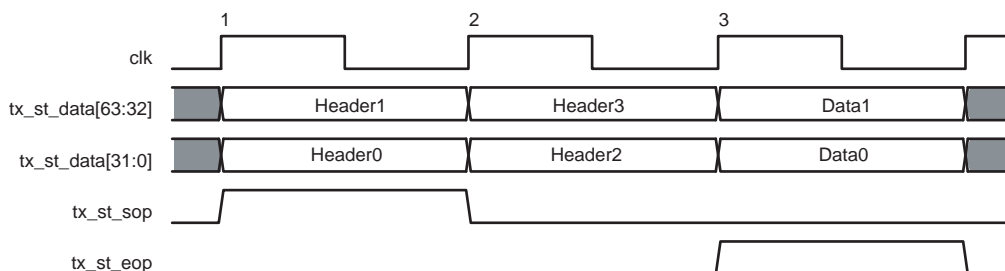 1 2 3
clk
tx_st_data[63:32] Header1 Header3 Data1
tx_st_data[31:0] Header0 Header2 Data0
tx_st_sop
tx_st_eop